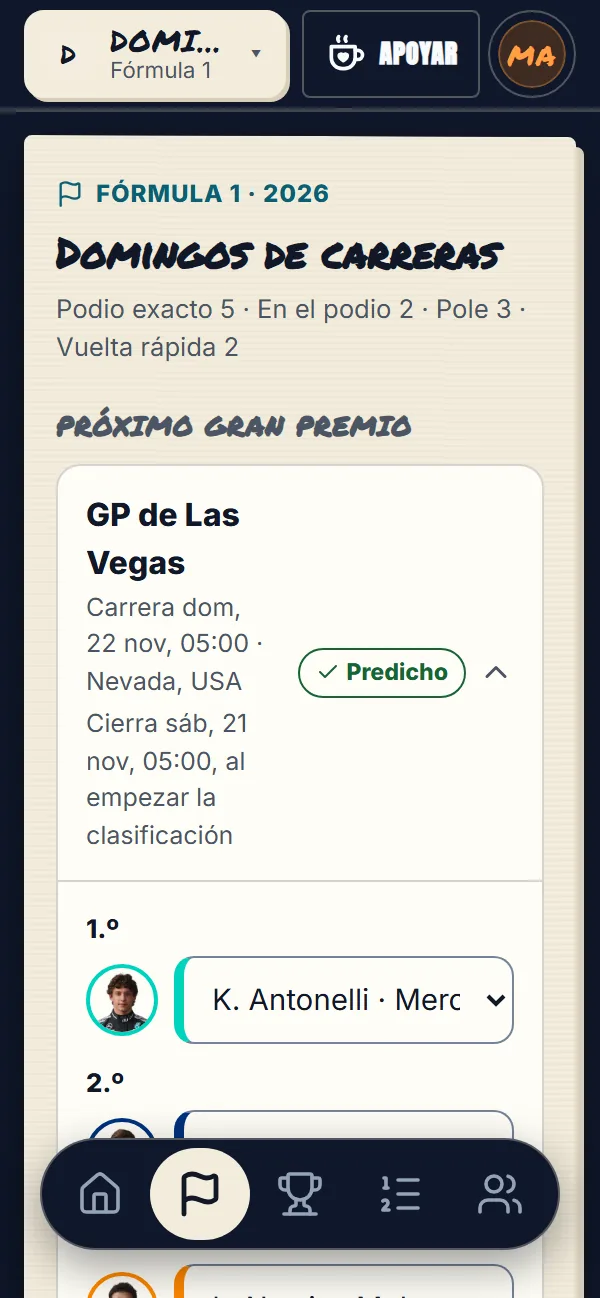 D
DOMI...
Fórmula 1
APOYAR
MA
FÓRMULA 1 · 2026
DOMINGOS DE CARRERAS
Podio exacto 5 · En el podio 2 · Pole 3 ·
Vuelta rápida 2
PRÓXIMO GRAN PREMIO
GP de Las
Vegas
Carrera dom,
22 nov, 05:00 ·
Nevada, USA
Predicho
Cierra sáb, 21
nov, 05:00, al
empezar la
clasificación
1.º
K. Antonelli · Merc
2.º